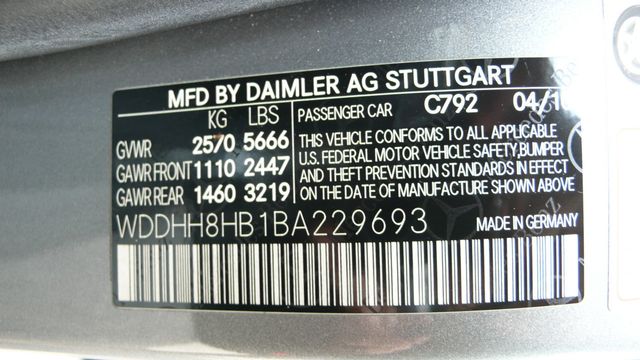 MFD BY DAIMLER AG STUTTGART
KG LBS
GVWR 2570 5666
GAWR FRONT 1110 2447
GAWR REAR 1460 3219
PASSENGER CAR C792 04/10
THIS VEHICLE CONFORMS TO ALL APPLICABLE
U.S. FEDERAL MOTOR VEHICLE SAFETY,BUMPER
AND THEFT PREVENTION STANDARDS IN EFFECT
ON THE DATE OF MANUFACTURE SHOWN ABOVE.
WDDHH8HB1BA229693
MADE IN GERMANY